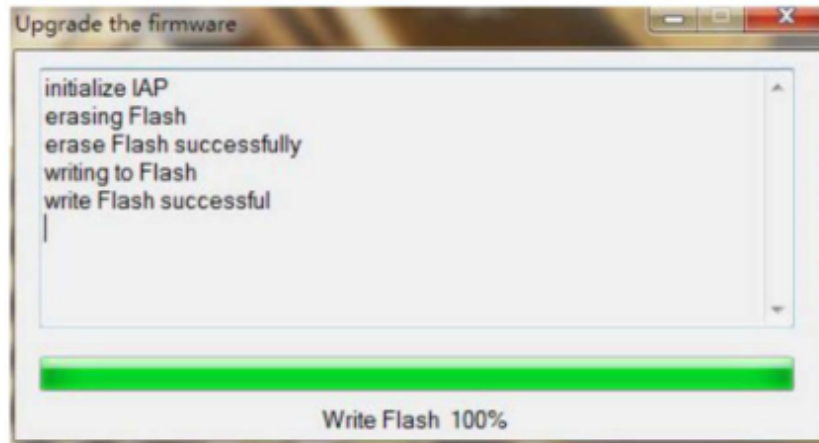 Upgrade the firmware
initialize IAP
erasing Flash
erase Flash successfully
writing to Flash
write Flash successful
Write Flash 100%